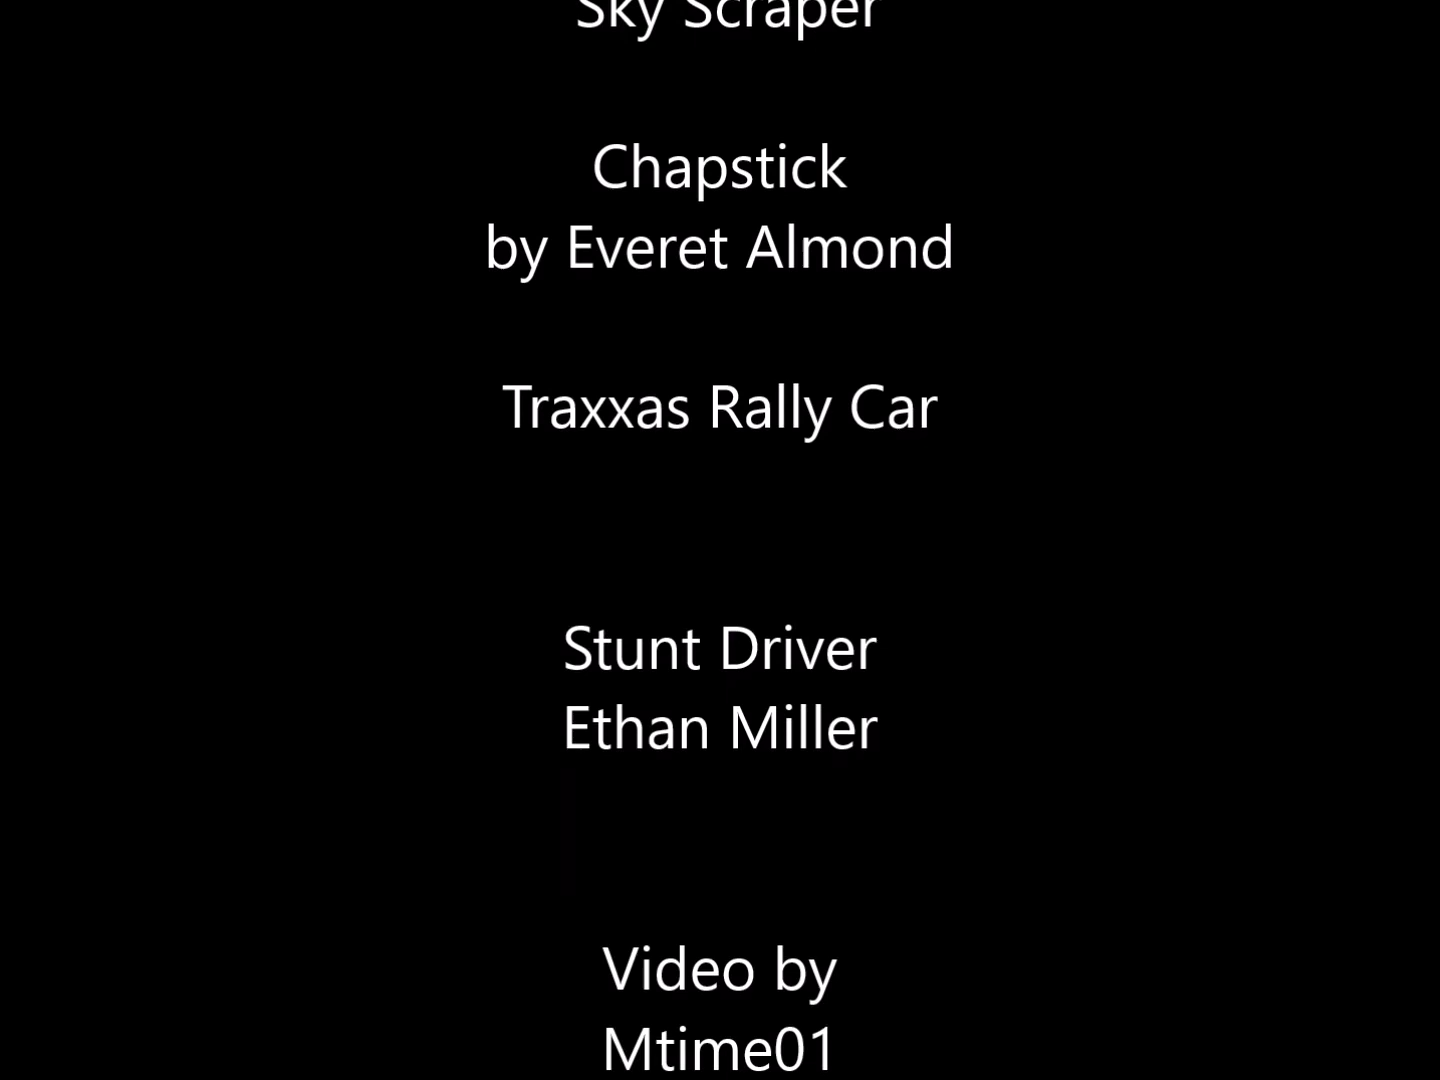 Sky Scraper
Chapstick
by Everet Almond
Traxxas Rally Car
Stunt Driver
Ethan Miller
Video by
Mtime01